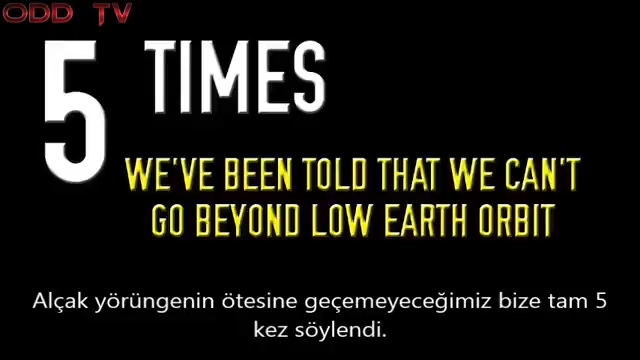 ODD TV
5 TIMES
WE'VE BEEN TOLD THAT WE CAN'T
GO BEYOND LOW EARTH ORBIT
Alçak yörüngenin ötesine geçemeyeceğimiz bize tam 5
kez söylendi.